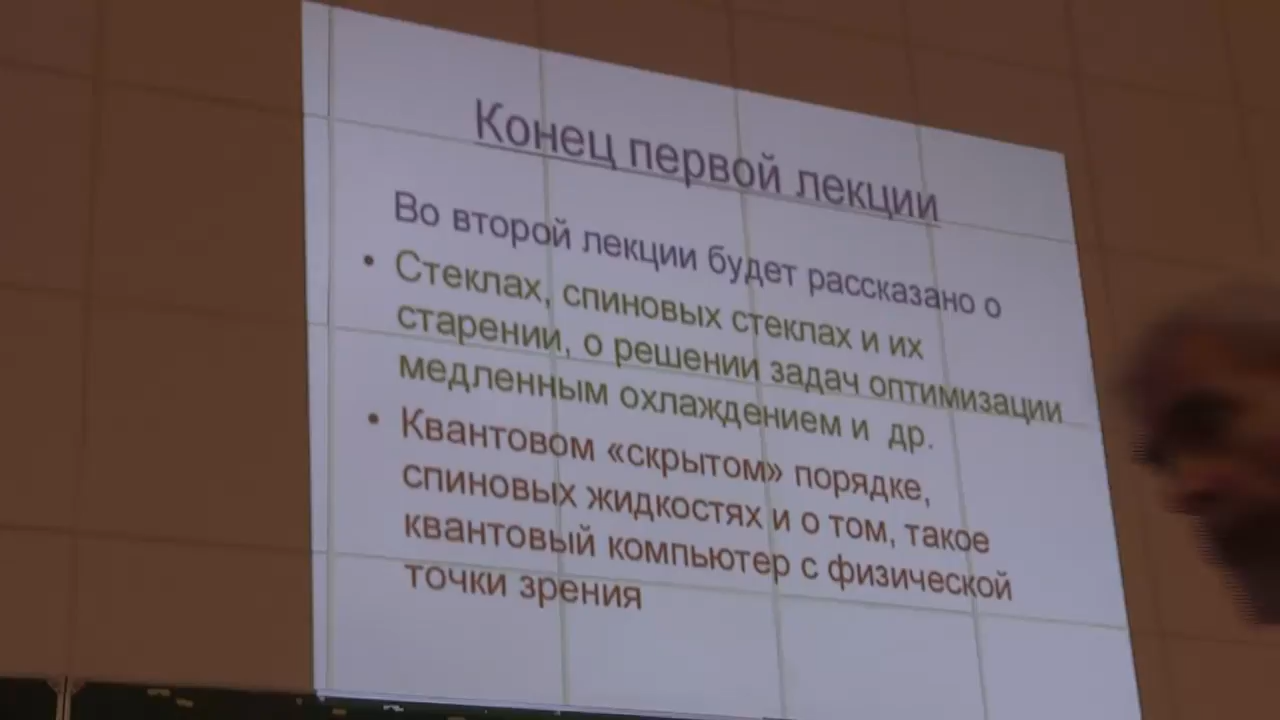 Конец первой лекции
Во второй лекции будет рассказано о
• Стеклах, спиновых стеклах и их
старении, о решении задач оптимизации
медленным охлаждением и др.
• Квантовом «скрытом» порядке,
спиновых жидкостях и о том, такое
квантовый компьютер с физической
точки зрения